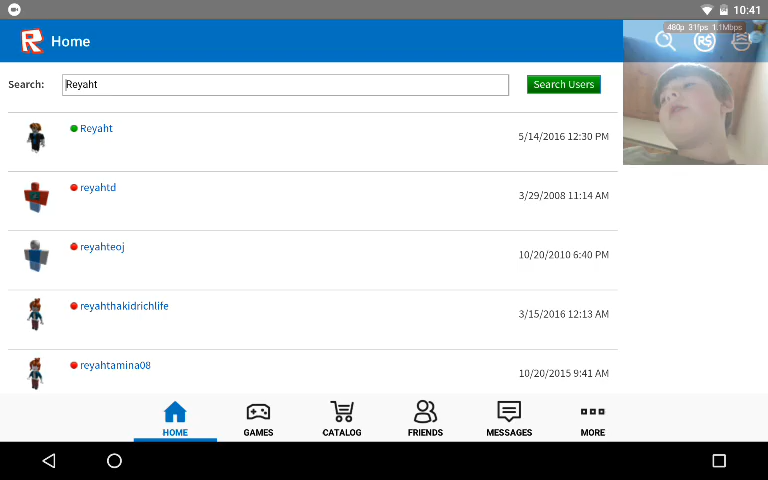 10:41
Home
480p 31fps 1.1Mbps
Search:
Reyaht
Search Users
Reyaht
5/14/2016 12:30 PM
reyahtd
3/29/2008 11:14 AM
reyahteoj
10/20/2010 6:40 PM
reyahthakidrichlife
3/15/2016 12:13 AM
reyahtamina08
10/20/2015 9:41 AM
HOME
GAMES
CATALOG
FRIENDS
MESSAGES
MORE